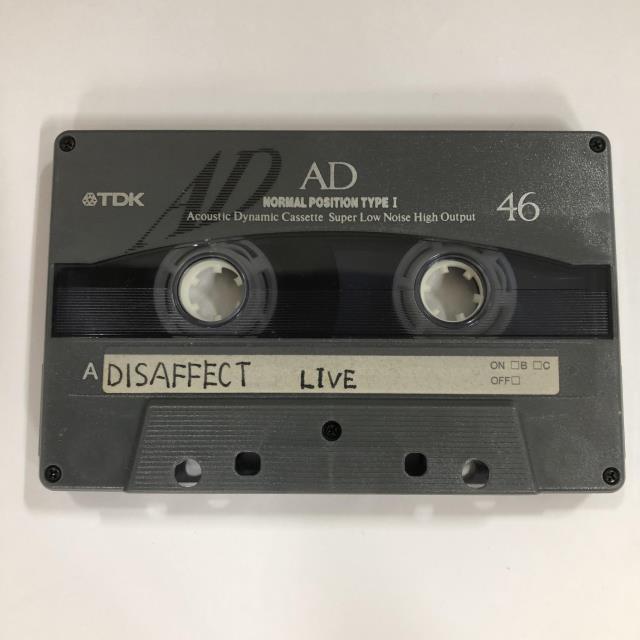 AD
AD
TDK
NORMAL POSITION TYPE I
Acoustic Dynamic Cassette Super Low Noise High Output
46
A DISAFFECT LIVE
ON □B □C
OFF□